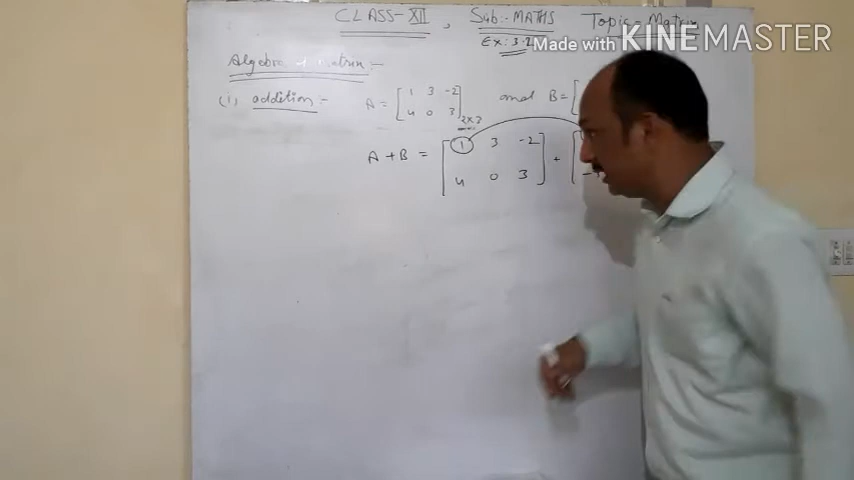 CLASS-XII, Sub:- MATHS Topic- Matrix
Ex: 3.2
Made with KINEMASTER
Algebra of Matrix:-
(i) addition:- A = [ 1 3 -2 and B = [
4 0 3 ] 2x3
A + B = [ 1 3 -2 ] + [
4 0 3